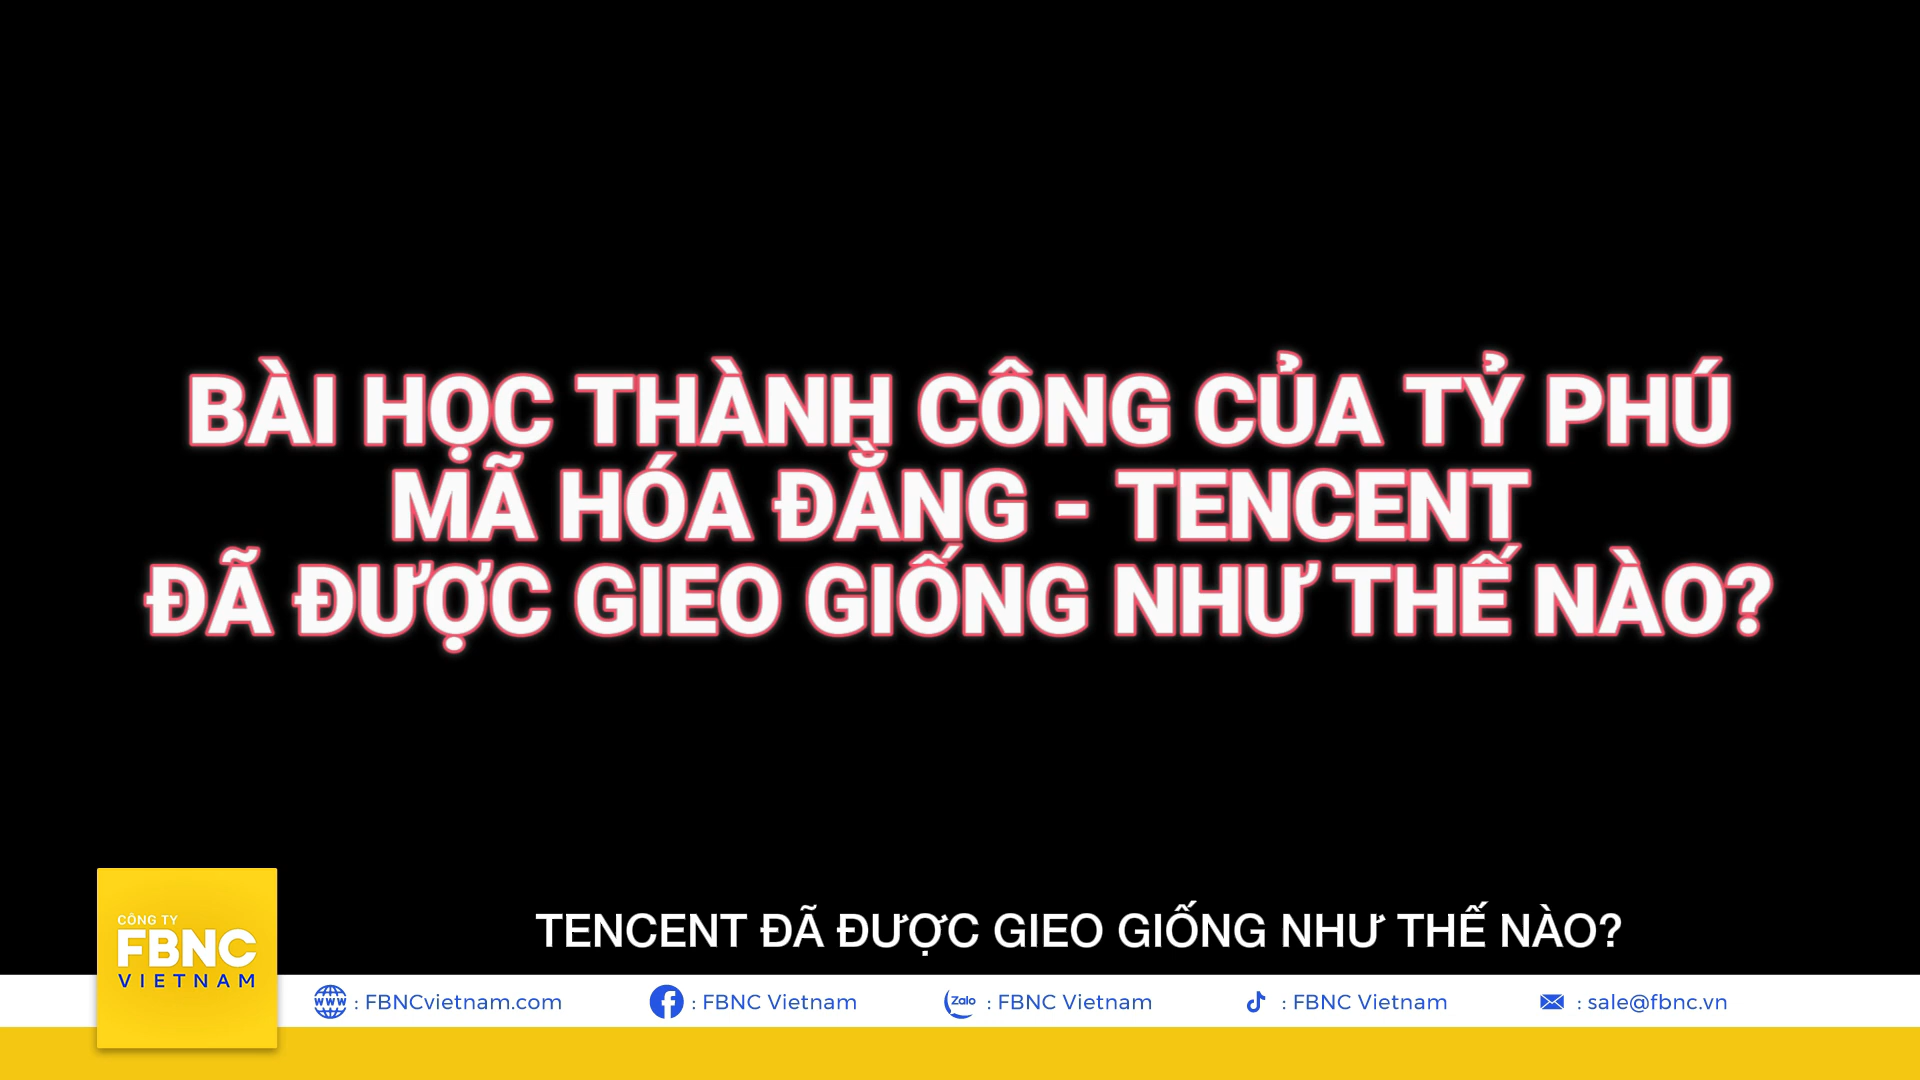 BÀI HỌC THÀNH CÔNG CỦA TỶ PHÚ
MÃ HÓA ĐẰNG - TENCENT
ĐÃ ĐƯỢC GIEO GIỐNG NHƯ THẾ NÀO?
TENCENT ĐÃ ĐƯỢC GIEO GIỐNG NHƯ THẾ NÀO?
CÔNG TY
FBNC
VIETNAM
WWW : FBNCvietnam.com
: FBNC Vietnam
Zalo : FBNC Vietnam
: FBNC Vietnam
: sale@fbnc.vn